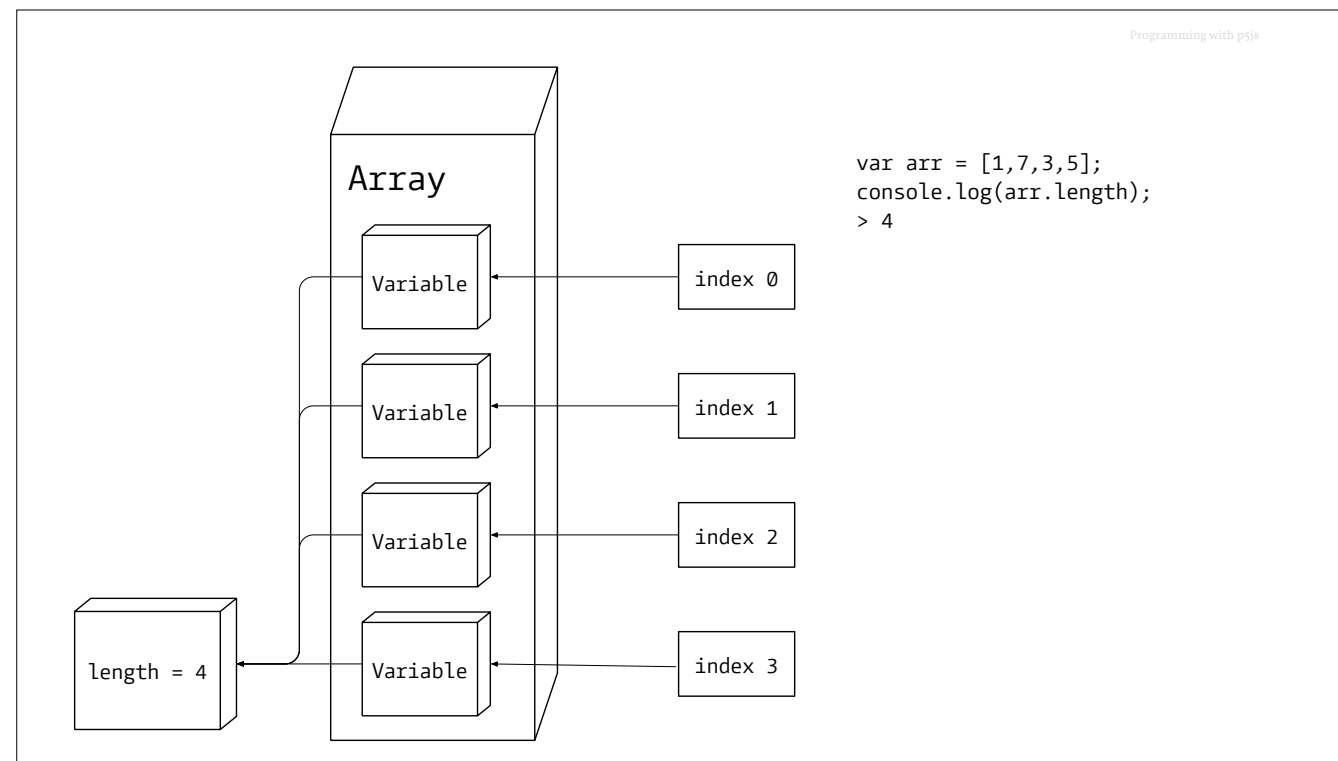 Programming with p5js
Array
var arr = [1,7,3,5];
console.log(arr.length);
> 4
Variable
index 0
Variable
index 1
Variable
index 2
Variable
index 3
length = 4